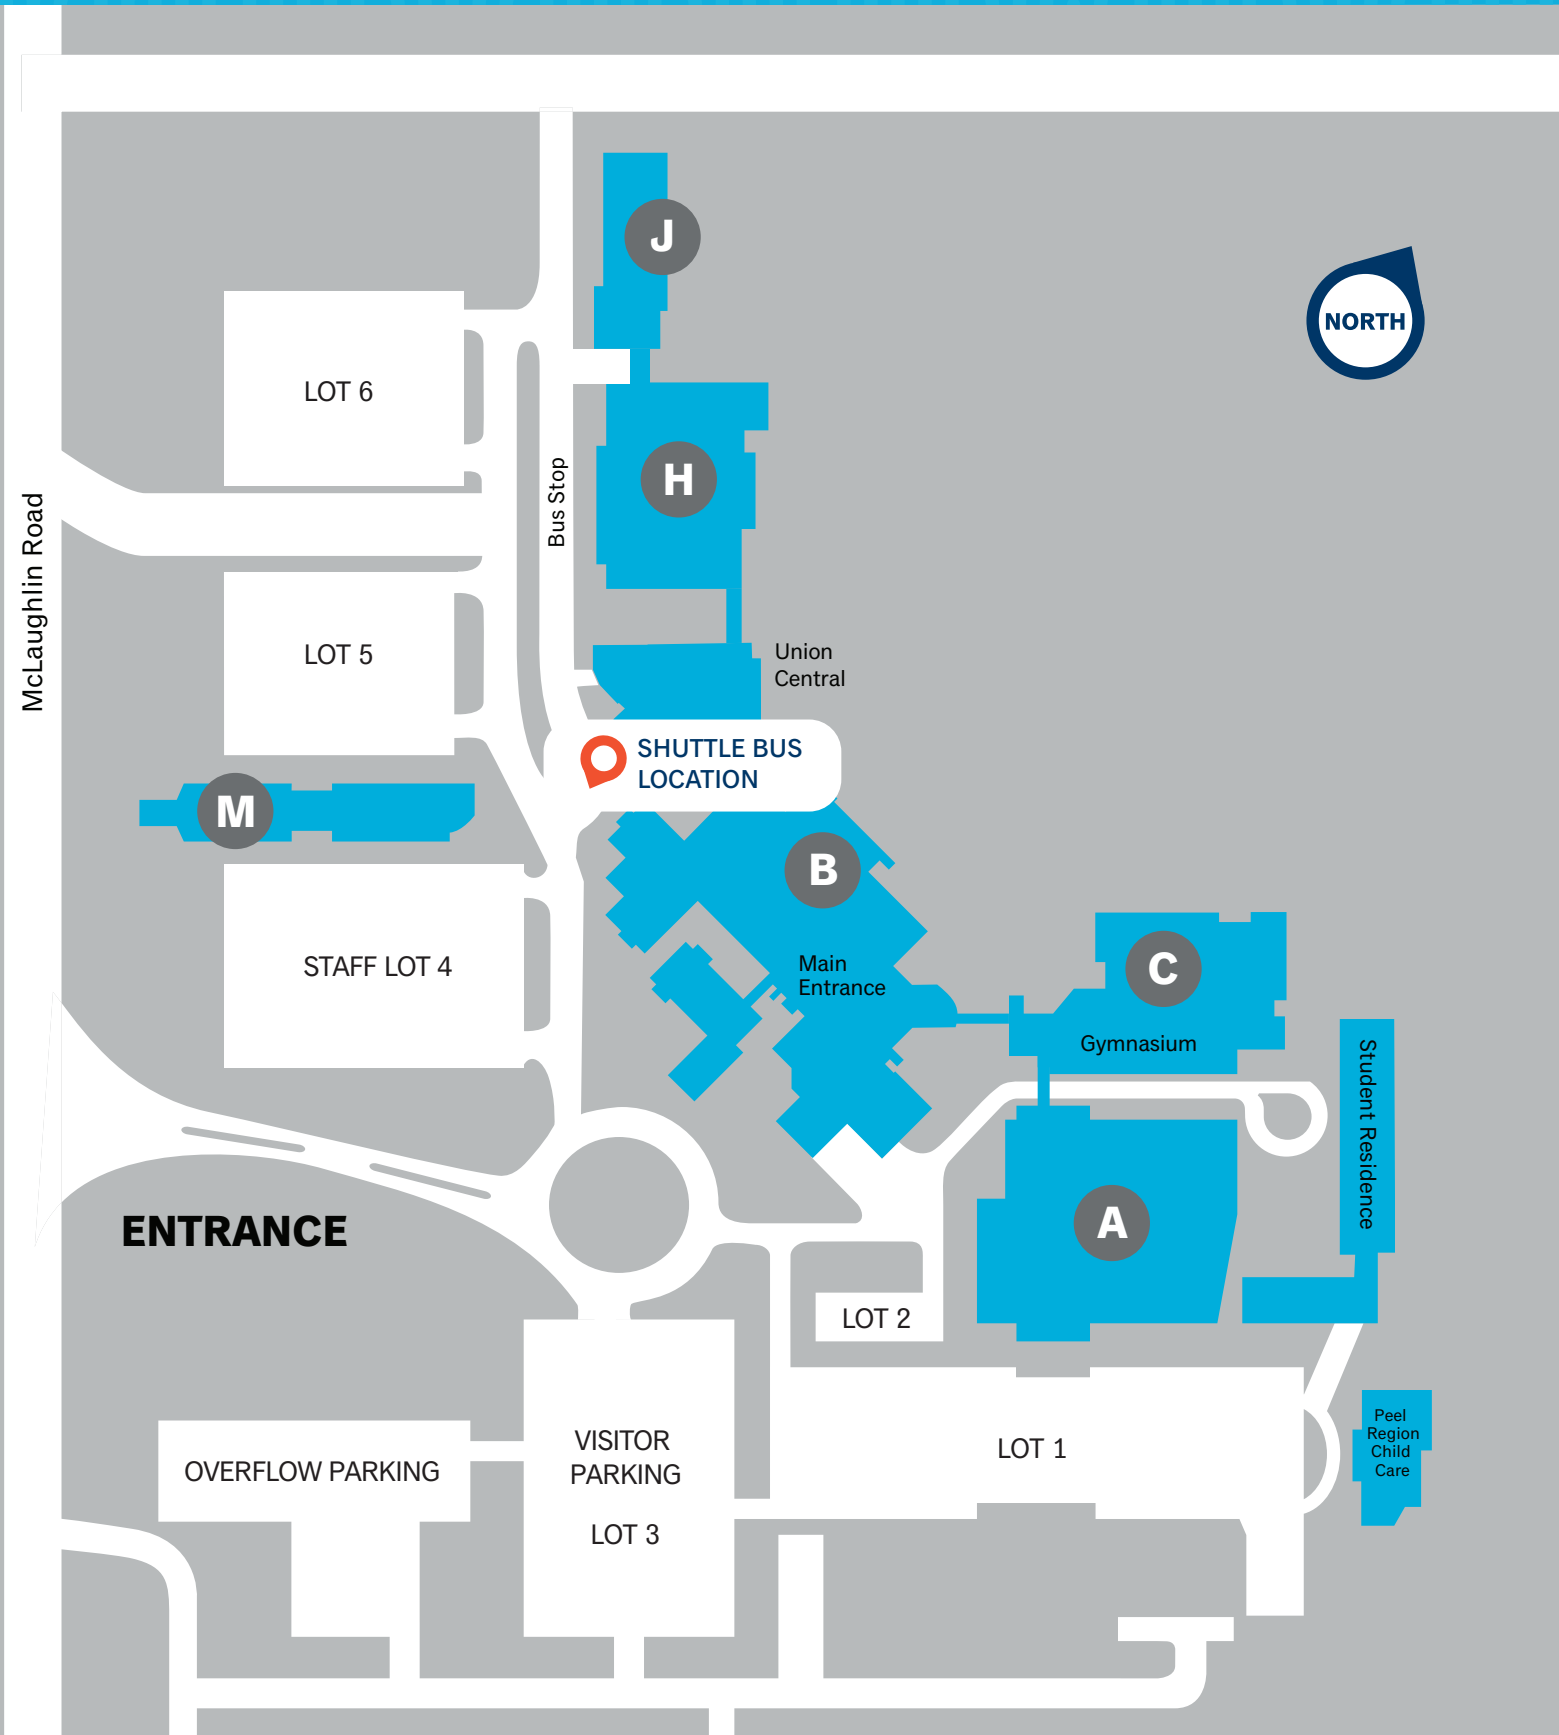 J
NORTH
LOT 6
H
Bus Stop
McLaughlin Road
LOT 5
Union
Central
SHUTTLE BUS
LOCATION
M
B
STAFF LOT 4
Main
Entrance
C
Gymnasium
Student Residence
ENTRANCE
A
LOT 2
OVERFLOW PARKING
VISITOR
PARKING
LOT 3
LOT 1
Peel
Region
Child
Care